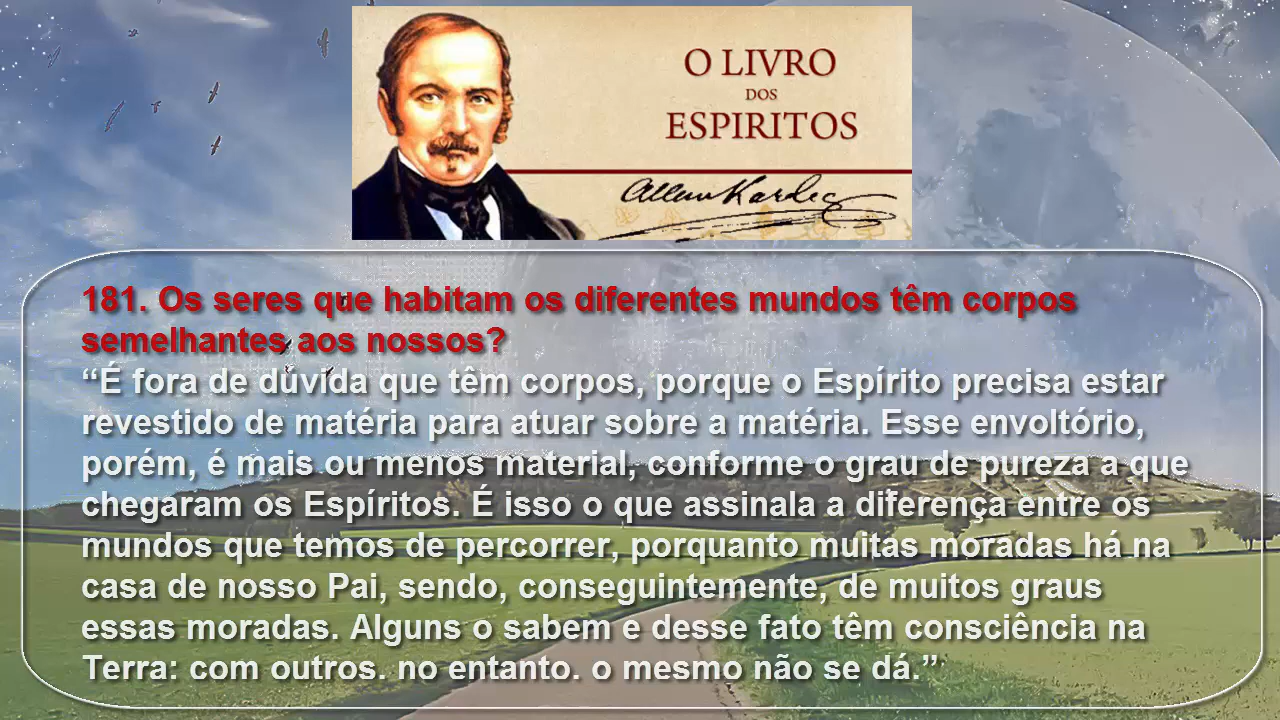 O LIVRO
DOS
ESPIRITOS
Allan Kardec
181. Os seres que habitam os diferentes mundos têm corpos
semelhantes aos nossos?
“É fora de dúvida que têm corpos, porque o Espírito precisa estar
revestido de matéria para atuar sobre a matéria. Esse envoltório,
porém, é mais ou menos material, conforme o grau de pureza a que
chegaram os Espíritos. É isso o que assinala a diferença entre os
mundos que temos de percorrer, porquanto muitas moradas há na
casa de nosso Pai, sendo, conseguintemente, de muitos graus
essas moradas. Alguns o sabem e desse fato têm consciência na
Terra: com outros. no entanto. o mesmo não se dá.”